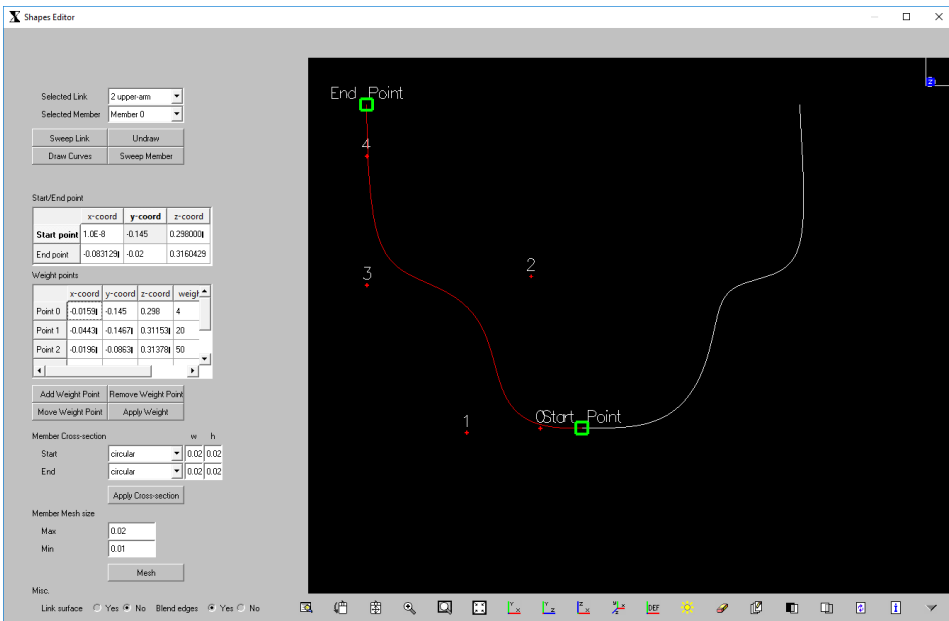 Shapes Editor
Selected Link 2 upper-arm
Selected Member Member 0
Sweep Link Undraw
Draw Curves Sweep Member
Start/End point
x-coord y-coord z-coord
Start point 1.0E-8 -0.145 0.298000
End point -0.083129 -0.02 0.3160429
Weight points
x-coord y-coord z-coord weigh
Point 0 -0.0159 -0.145 0.298 4
Point 1 -0.0443 -0.1467 0.31153 20
Point 2 -0.0196 -0.0863 0.31378 50
Add Weight Point Remove Weight Point
Move Weight Point Apply Weight
Member Cross-section w h
Start circular 0.02 0.02
End circular 0.02 0.02
Apply Cross-section
Member Mesh size
Max 0.02
Min 0.01
Mesh
Misc.
Link surface Yes No Blend edges Yes No
End Point
4
3
2
1
0Start Point
z
Y x
Y z
z x
DEF